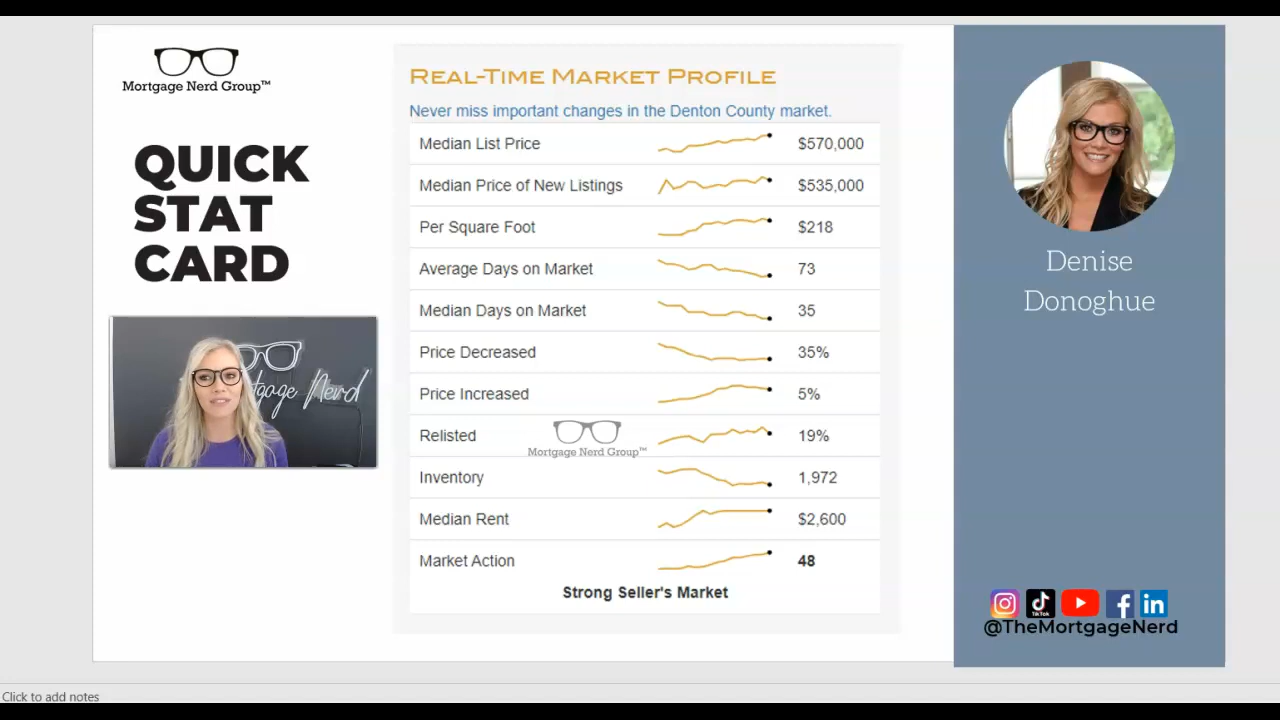 Mortgage Nerd Group™
QUICK
STAT
CARD
Mortgage Nerd
REAL-TIME MARKET PROFILE
Never miss important changes in the Denton County market.
Median List Price $570,000
Median Price of New Listings $535,000
Per Square Foot $218
Average Days on Market 73
Median Days on Market 35
Price Decreased 35%
Price Increased 5%
Relisted 19%
Mortgage Nerd Group™
Inventory 1,972
Median Rent $2,600
Market Action 48
Strong Seller's Market
Denise
Donoghue
TikTok
in
@TheMortgageNerd
Click to add notes